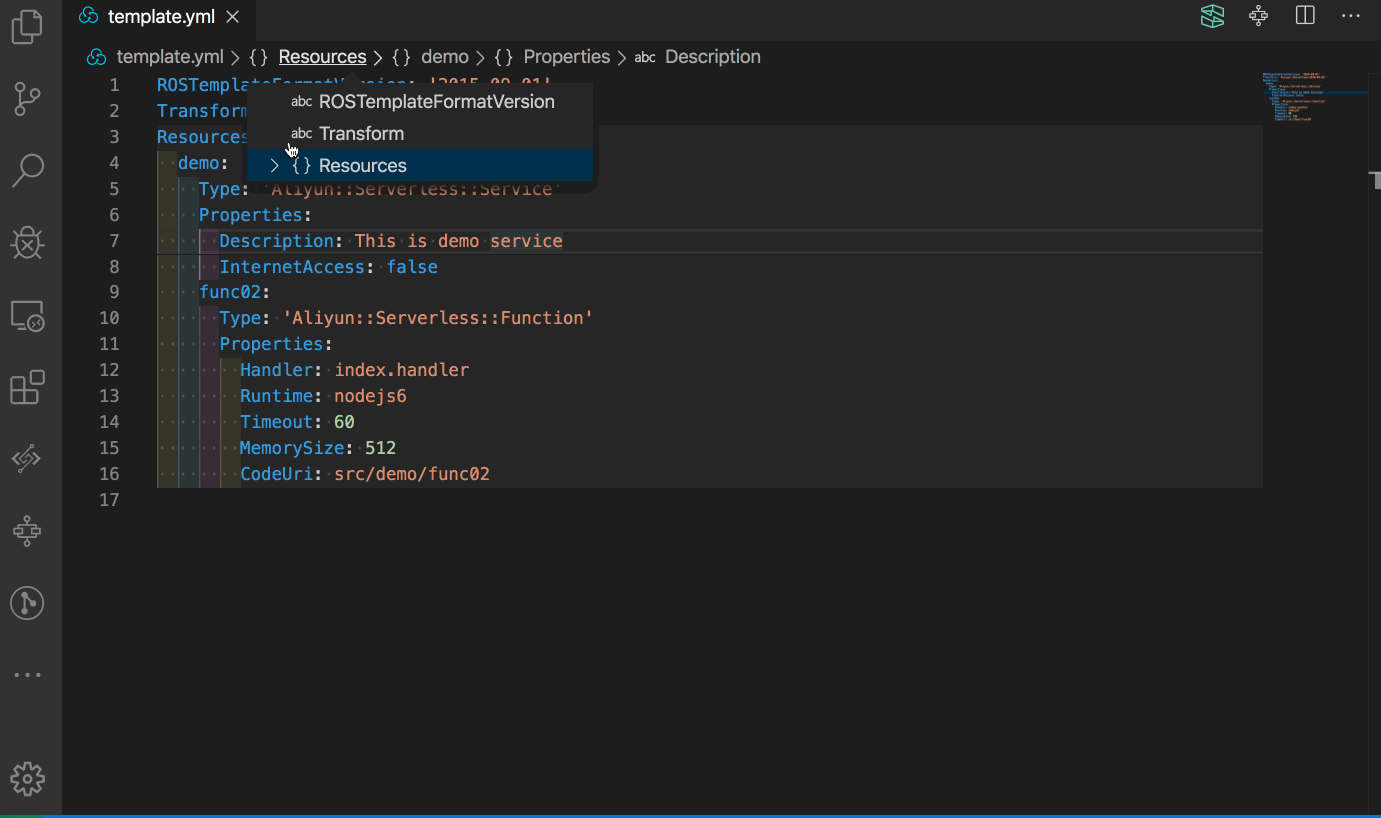 template.yml
template.yml > {} Resources > {} demo > {} Properties > abc Description
1 ROSTemplateFormatVersion: '2015-09-01'
abc ROSTemplateFormatVersion
2 Transform
abc Transform
3 Resources
> {} Resources
4 demo:
5 Type: 'Aliyun::Serverless::Service'
6 Properties:
7 Description: This is demo service
8 InternetAccess: false
9 func02:
10 Type: 'Aliyun::Serverless::Function'
11 Properties:
12 Handler: index.handler
13 Runtime: nodejs6
14 Timeout: 60
15 MemorySize: 512
16 CodeUri: src/demo/func02
17